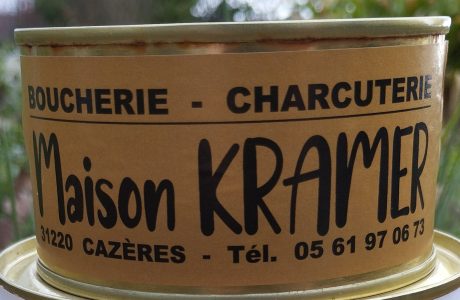 BOUCHERIE - CHARCUTERIE
Maison KRAMER
31220 CAZÈRES - Tél. 05 61 97 06 73